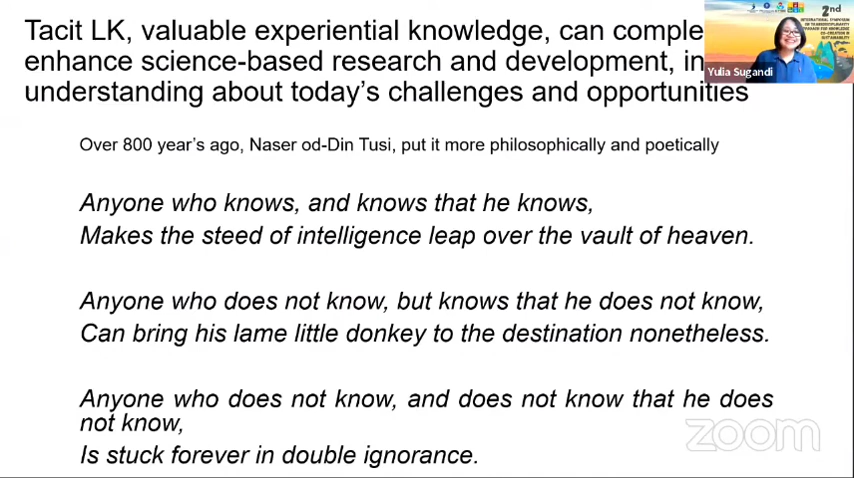 Tacit LK, valuable experiential knowledge, can comple
enhance science-based research and development, in
understanding about today's challenges and opportunities
Over 800 year's ago, Naser od-Din Tusi, put it more philosophically and poetically
Anyone who knows, and knows that he knows,
Makes the steed of intelligence leap over the vault of heaven.
Anyone who does not know, but knows that he does not know,
Can bring his lame little donkey to the destination nonetheless.
Anyone who does not know, and does not know that he does
not know,
Is stuck forever in double ignorance.
2nd
INTERNATIONAL SYMPOSIUM
SUSTAINABILITY
Yulia Sugandi
zoom